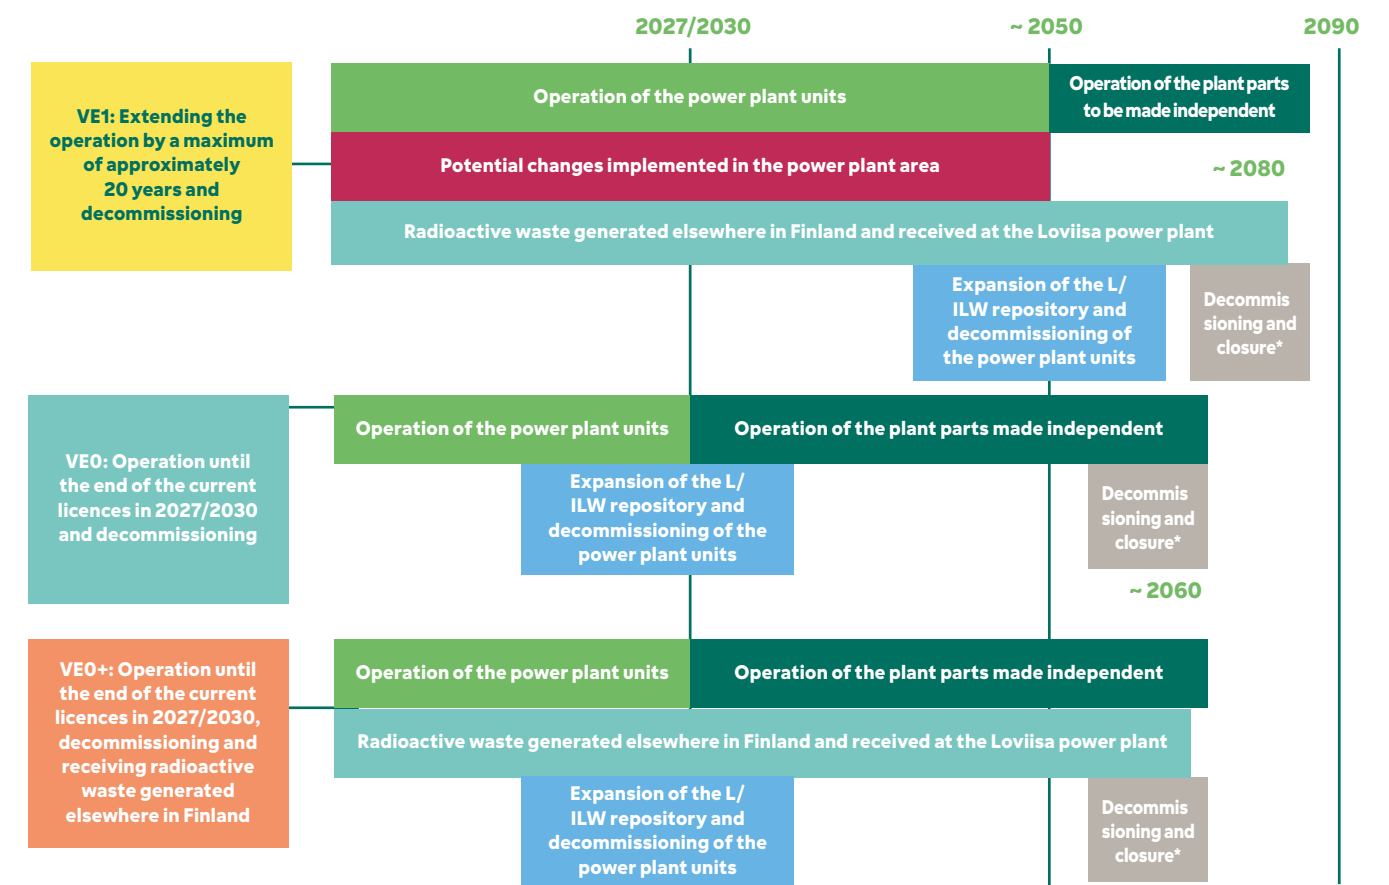 2027/2030
~ 2050
2090
VE1: Extending the
operation by a maximum
of approximately
20 years and
decommissioning
Operation of the power plant units
Operation of the plant parts
to be made independent
Potential changes implemented in the power plant area
~ 2080
Radioactive waste generated elsewhere in Finland and received at the Loviisa power plant
Expansion of the L/
ILW repository and
decommissioning of
the power plant units
Decommis
sioning and
closure*
VE0: Operation until
the end of the current
licences in 2027/2030
and decommissioning
Operation of the power plant units
Operation of the plant parts made independent
Expansion of the L/
ILW repository and
decommissioning of the
power plant units
Decommis
sioning and
closure*
~ 2060
VE0+: Operation until
the end of the current
licences in 2027/2030,
decommissioning and
receiving radioactive
waste generated
elsewhere in Finland
Operation of the power plant units
Operation of the plant parts made independent
Radioactive waste generated elsewhere in Finland and received at the Loviisa power plant
Expansion of the L/
ILW repository and
decommissioning of the
power plant units
Decommis
sioning and
closure*